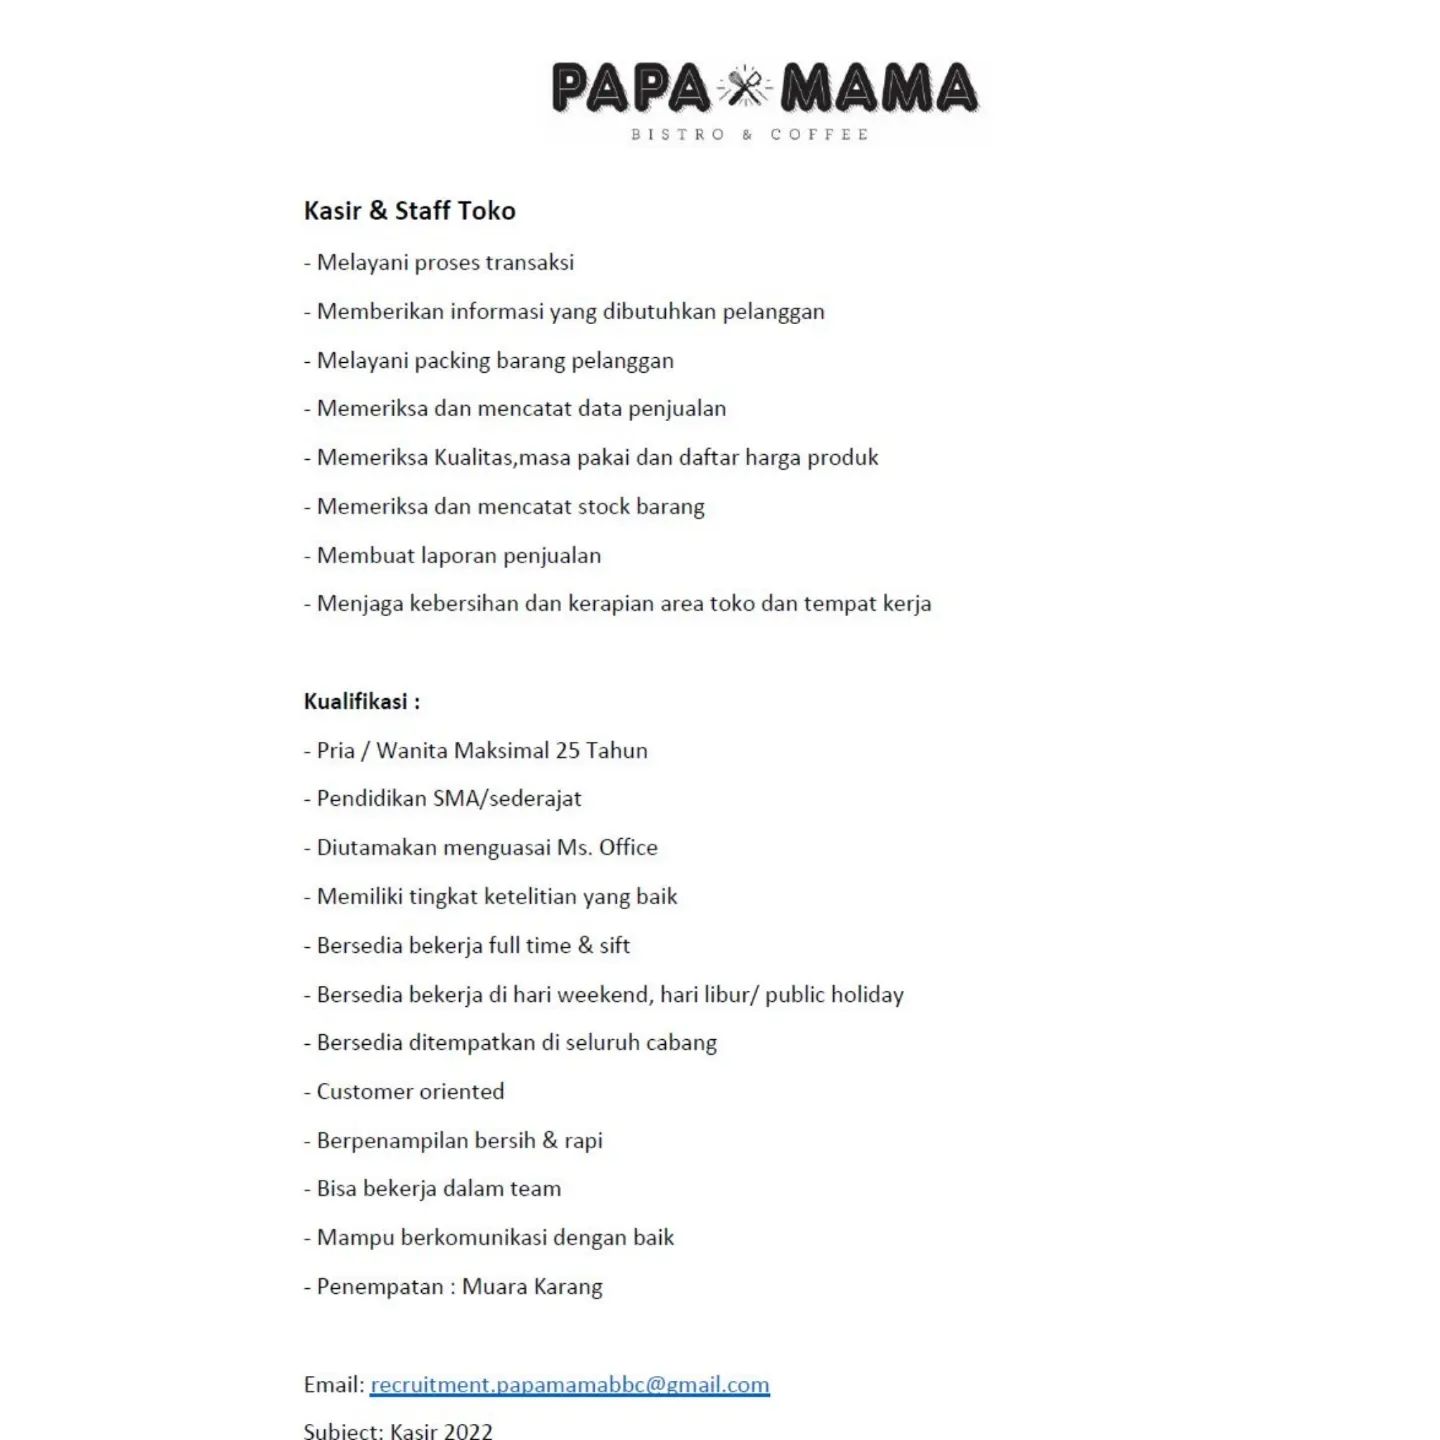 PAPA MAMA
BISTRO & COFFEE
Kasir & Staff Toko
- Melayani proses transaksi
- Memberikan informasi yang dibutuhkan pelanggan
- Melayani packing barang pelanggan
- Memeriksa dan mencatat data penjualan
- Memeriksa Kualitas,masa pakai dan daftar harga produk
- Memeriksa dan mencatat stock barang
- Membuat laporan penjualan
- Menjaga kebersihan dan kerapian area toko dan tempat kerja
Kualifikasi :
- Pria / Wanita Maksimal 25 Tahun
- Pendidikan SMA/sederajat
- Diutamakan menguasai Ms. Office
- Memiliki tingkat ketelitian yang baik
- Bersedia bekerja full time & sift
- Bersedia bekerja di hari weekend, hari libur/ public holiday
- Bersedia ditempatkan di seluruh cabang
- Customer oriented
- Berpenampilan bersih & rapi
- Bisa bekerja dalam team
- Mampu berkomunikasi dengan baik
- Penempatan : Muara Karang
Email: recruitment.papamamabbc@gmail.com
Subject: Kasir 2022